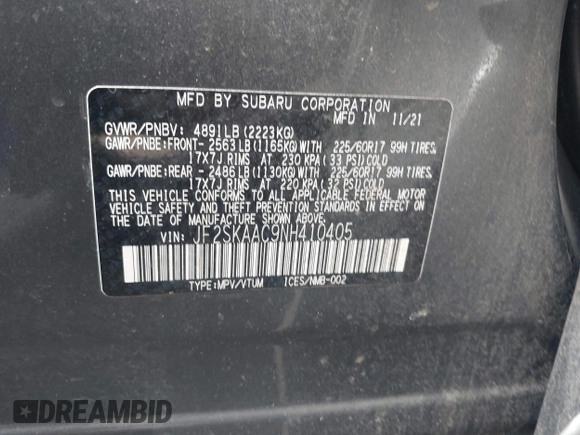 MFD BY SUBARU CORPORATION
MFD IN 11/21
GVWR/PNBV: 4891LB(2223KG)
GAWR/PNBE:FRONT- 2563LB(1165KG)WITH 225/60R17 99H TIRES,
17X7J RIMS AT 230 KPA(33 PSI)COLD
GAWR/PNBE:REAR - 2486LB(1130KG)WITH 225/60R17 99H TIRES,
17X7J RIMS AT 220 KPA(32 PSI)COLD
THIS VEHICLE CONFORMS TO ALL APPLICABLE FEDERAL MOTOR
VEHICLE SAFETY AND THEFT PREVENTION STANDARDS IN EFFECT ON
THE DATE OF MANUFACTURE SHOWN ABOVE.
VIN: JF2SKAAC9NH410405
TYPE:MPV/VTUM ICES/NMB-002
DREAMBID